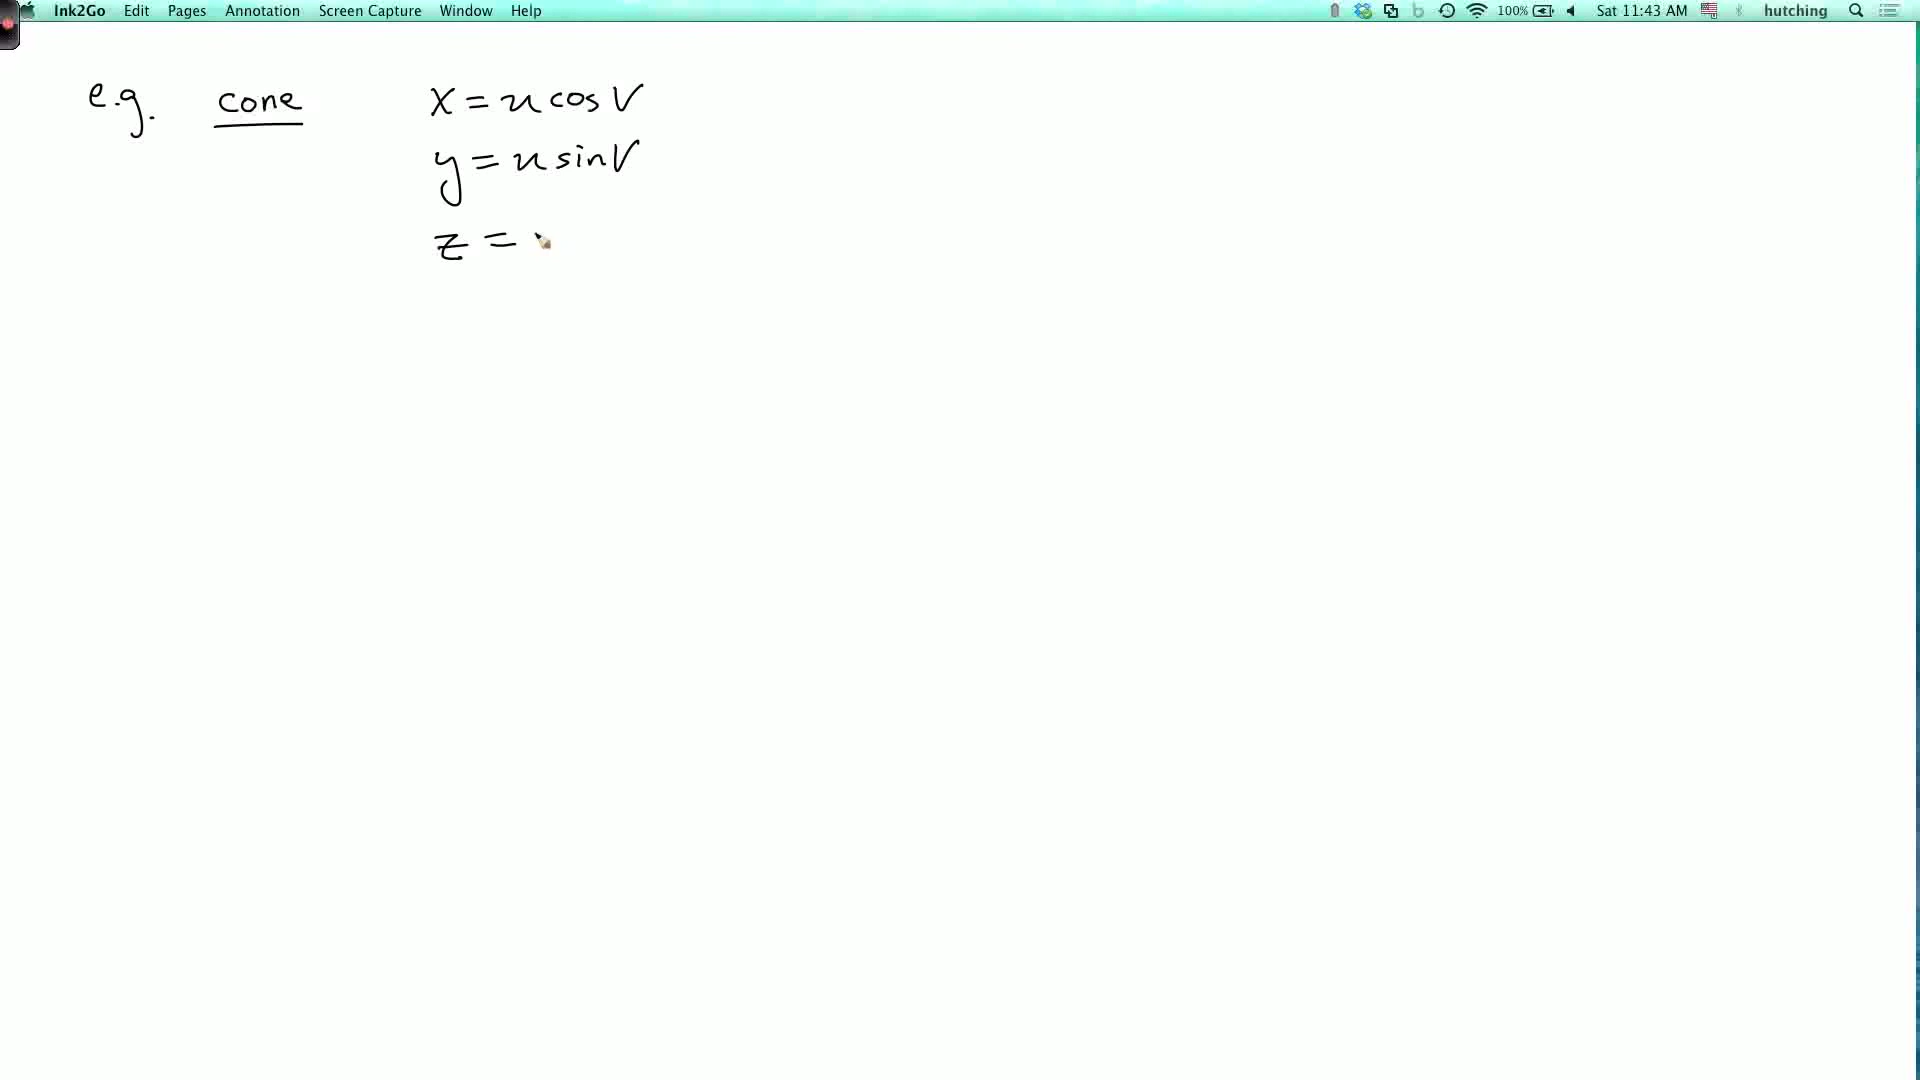 Ink2Go Edit Pages Annotation Screen Capture Window Help 100% Sat 11:43 AM hutching
e.g. cone x = u cos v
y = u sin v
z =